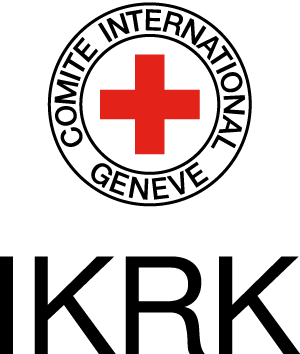 COMITE INTERNATIONAL
GENEVE
IKRK